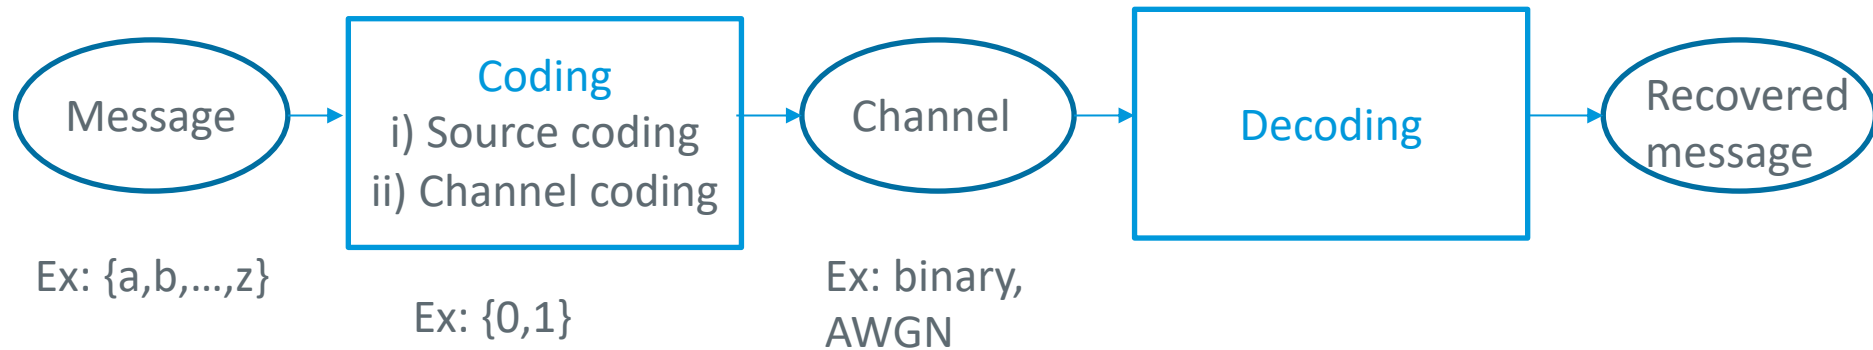 Message
Coding
i) Source coding
ii) Channel coding
Channel
Decoding
Recovered
message
Ex: {a,b,...,z}
Ex: {0,1}
Ex: binary,
AWGN